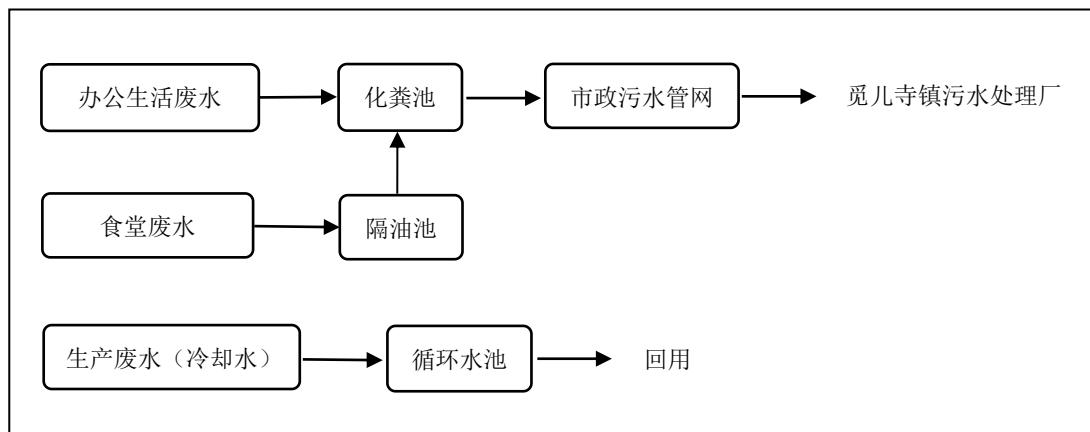 办公生活废水
化粪池
市政污水管网
觅儿寺镇污水处理厂
食堂废水
隔油池
生产废水（冷却水）
循环水池
回用